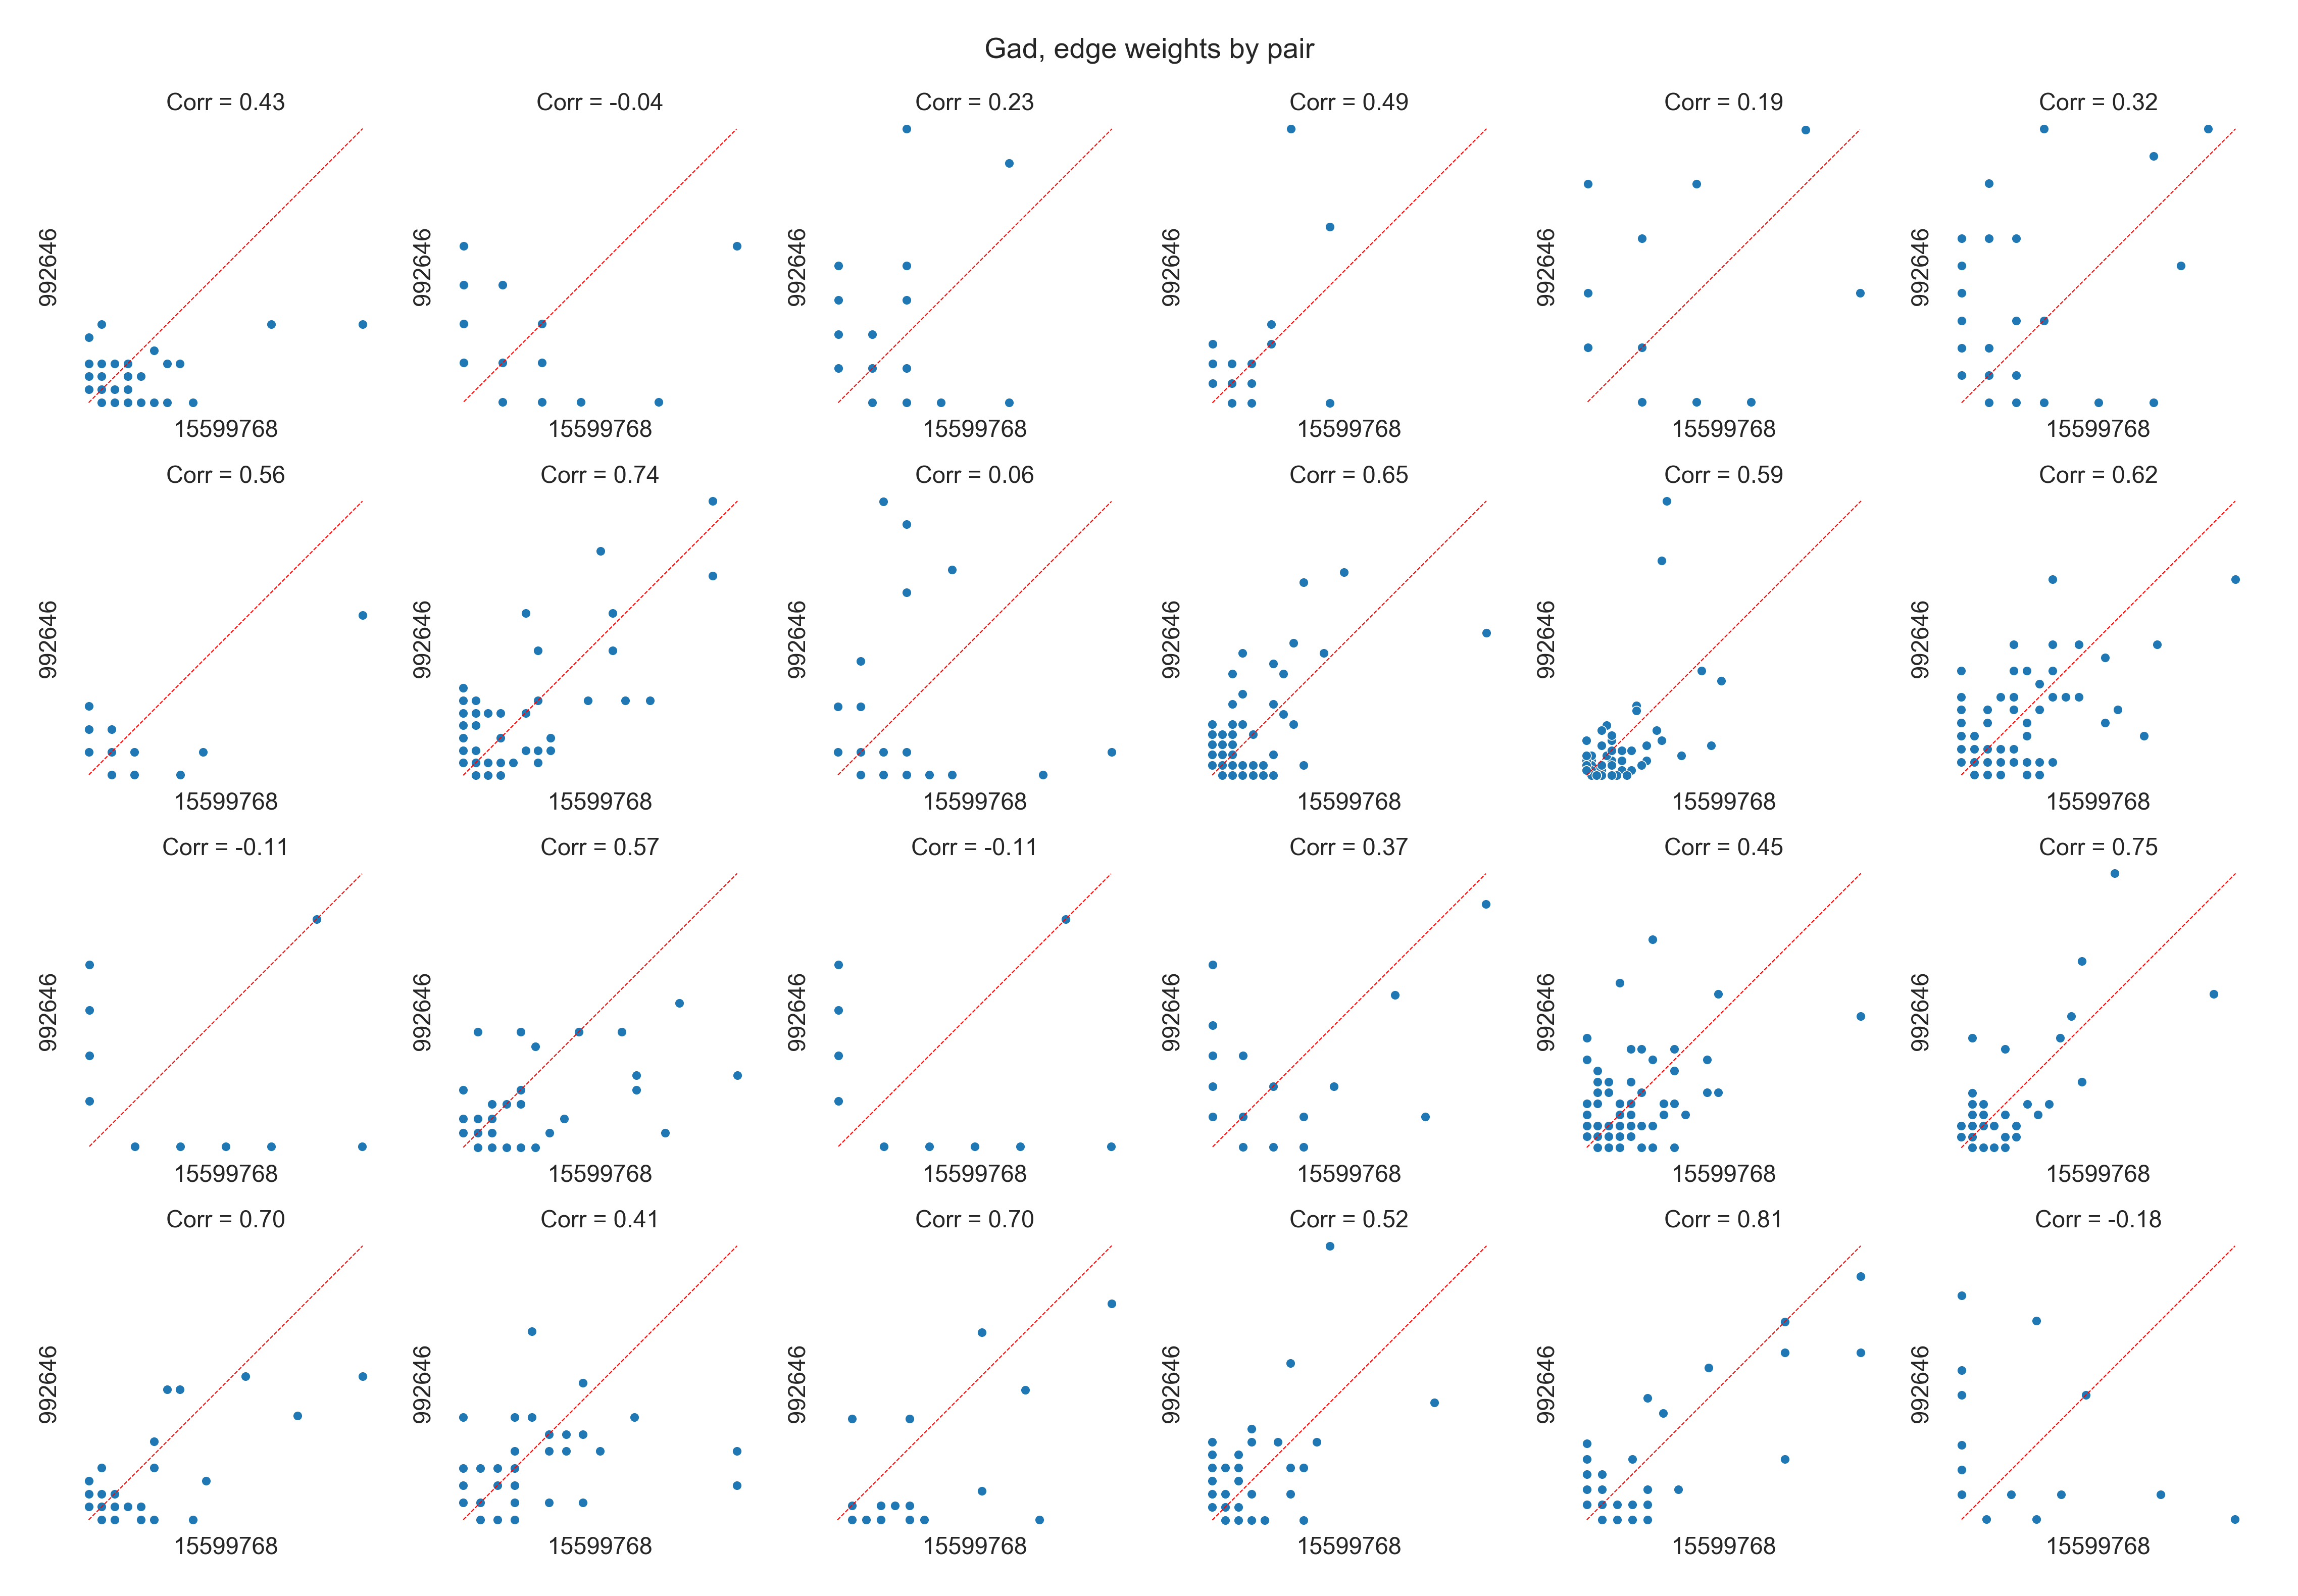 Gad, edge weights by pair
Corr = 0.43
Corr = -0.04
Corr = 0.23
Corr = 0.49
Corr = 0.19
Corr = 0.32
992646
992646
992646
992646
992646
992646
15599768
15599768
15599768
15599768
15599768
15599768
Corr = 0.56
Corr = 0.74
Corr = 0.06
Corr = 0.65
Corr = 0.59
Corr = 0.62
992646
992646
992646
992646
992646
992646
15599768
15599768
15599768
15599768
15599768
15599768
Corr = -0.11
Corr = 0.57
Corr = -0.11
Corr = 0.37
Corr = 0.45
Corr = 0.75
992646
992646
992646
992646
992646
992646
15599768
15599768
15599768
15599768
15599768
15599768
Corr = 0.70
Corr = 0.41
Corr = 0.70
Corr = 0.52
Corr = 0.81
Corr = -0.18
992646
992646
992646
992646
992646
992646
15599768
15599768
15599768
15599768
15599768
15599768